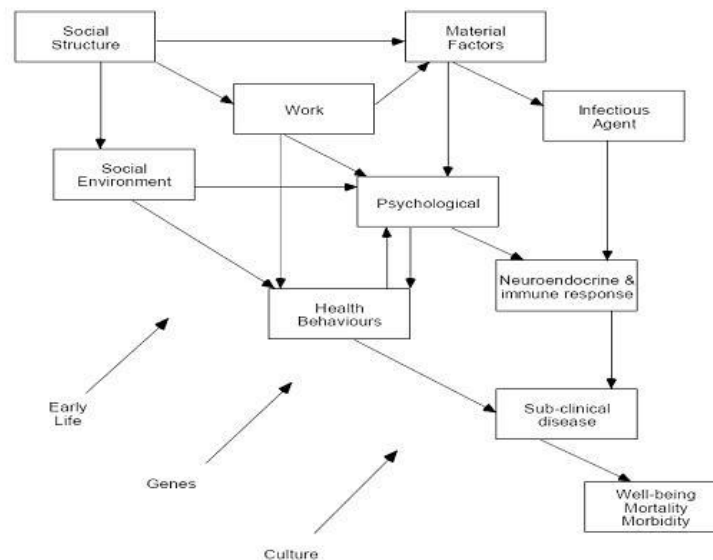 Social
Structure
Material
Factors
Work
Infectious
Agent
Social
Environment
Psychological
Neuroendocrine &
immune response
Health
Behaviours
Early
Life
Sub-clinical
disease
Genes
Well-being
Mortality
Morbidity
Culture